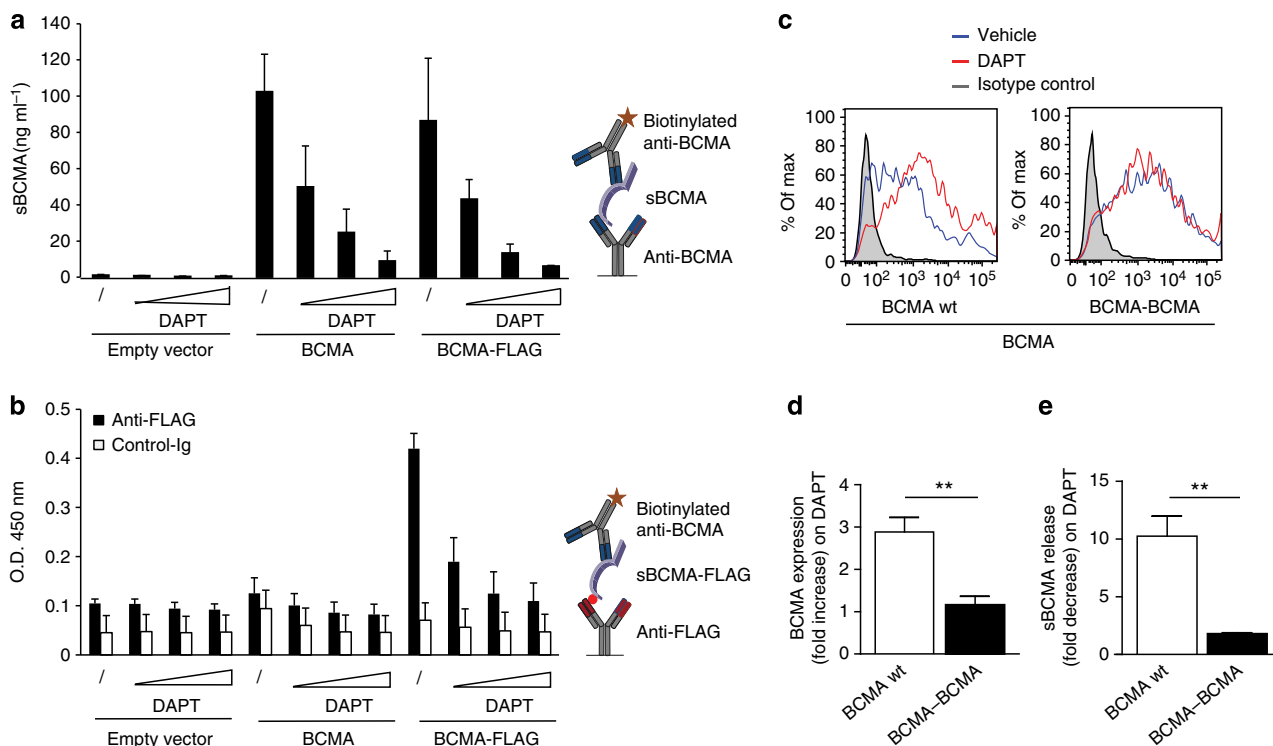 a
sBCMA (ng ml⁻¹)
140
120
100
80
60
40
20
0
/
DAPT
Empty vector
/
DAPT
BCMA
/
DAPT
BCMA-FLAG
Biotinylated
anti-BCMA
sBCMA
Anti-BCMA
b
O.D. 450 nm
0.5
0.4
0.3
0.2
0.1
0
Anti-FLAG
Control-Ig
/
DAPT
Empty vector
/
DAPT
BCMA
/
DAPT
BCMA-FLAG
Biotinylated
anti-BCMA
sBCMA-FLAG
Anti-FLAG
c
Vehicle
DAPT
Isotype control
% Of max
100
80
60
40
20
0
0 10² 10³ 10⁴ 10⁵
BCMA wt
% Of max
100
80
60
40
20
0
0 10² 10³ 10⁴ 10⁵
BCMA-BCMA
BCMA
d
BCMA expression
(fold increase) on DAPT
4
3
2
1
0
**
BCMA wt
BCMA–BCMA
e
sBCMA release
(fold decrease) on DAPT
15
10
5
0
**
BCMA wt
BCMA–BCMA